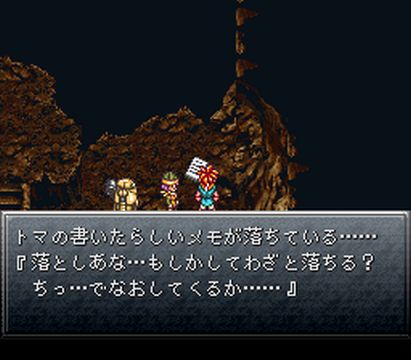 トマの書いたらしいメモが落ちている……
『落としあな…もしかしてわざと落ちる？
ちっ…でなおしてくるか……』